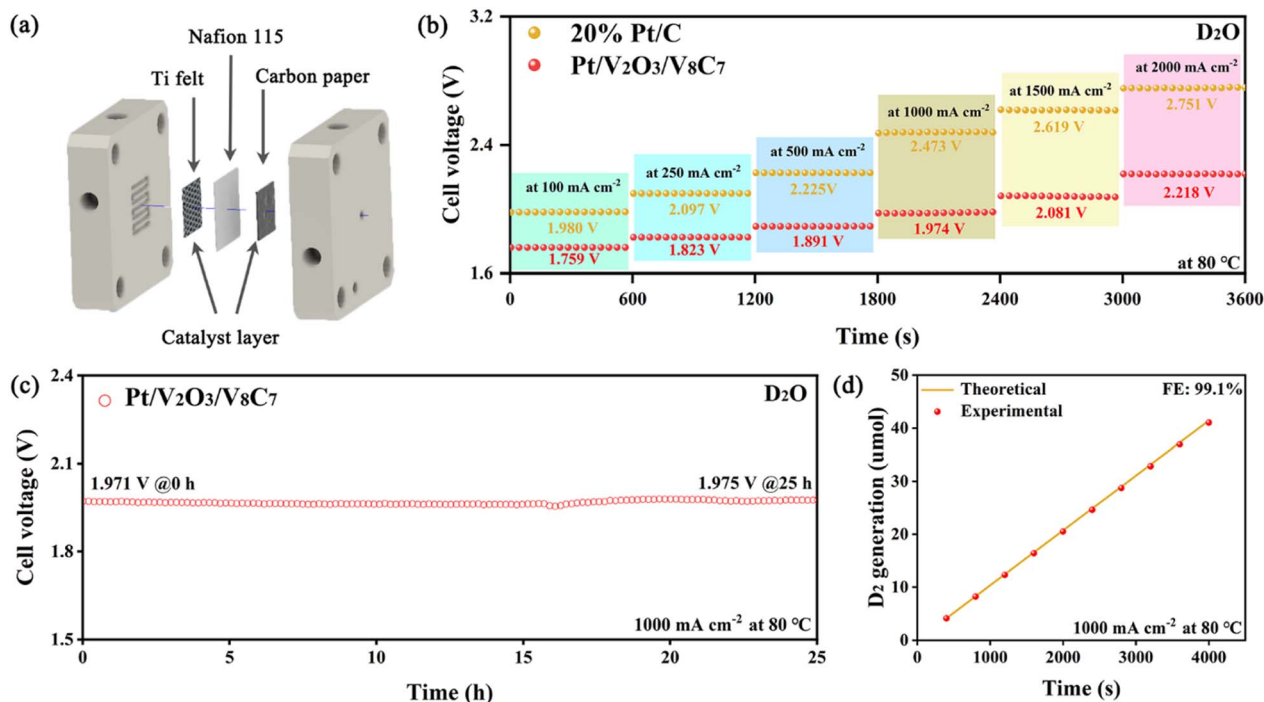 (a)
Nafion 115
Ti felt
Carbon paper
Catalyst layer
(b)
20% Pt/C
Pt/V₂O₃/V₈C₇
D₂O
at 100 mA cm⁻²
at 250 mA cm⁻²
at 500 mA cm⁻²
at 1000 mA cm⁻²
at 1500 mA cm⁻²
at 2000 mA cm⁻²
1.980 V
2.097 V
2.225V
2.473 V
2.619 V
2.751 V
1.759 V
1.823 V
1.891 V
1.974 V
2.081 V
2.218 V
at 80 ℃
Cell voltage (V)
3.2
2.4
1.6
0
600
1200
1800
2400
3000
3600
Time (s)
(c)
Pt/V₂O₃/V₈C₇
D₂O
1.971 V @0 h
1.975 V @25 h
1000 mA cm⁻² at 80 ℃
Cell voltage (V)
2.4
2.1
1.8
1.5
0
5
10
15
20
25
Time (h)
(d)
Theoretical
Experimental
FE: 99.1%
1000 mA cm⁻² at 80 ℃
D₂ generation (umol)
50
40
30
20
10
0
1000
2000
3000
4000
Time (s)